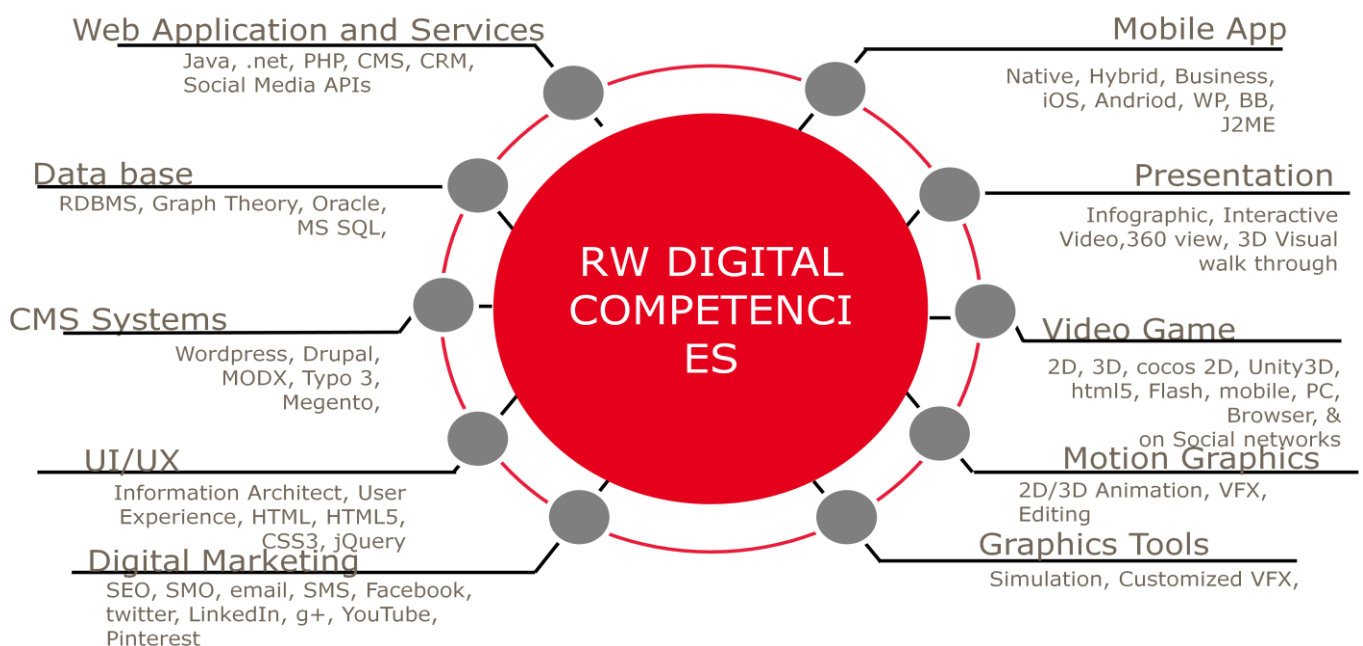 Web Application and Services
Java, .net, PHP, CMS, CRM,
Social Media APIs
Data base
RDBMS, Graph Theory, Oracle,
MS SQL,
CMS Systems
Wordpress, Drupal,
MODX, Typo 3,
Megento,
UI/UX
Information Architect, User
Experience, HTML, HTML5,
CSS3, jQuery
Digital Marketing
SEO, SMO, email, SMS, Facebook,
twitter, LinkedIn, g+, YouTube,
Pinterest
RW DIGITAL
COMPETENCI
ES
Mobile App
Native, Hybrid, Business,
iOS, Andriod, WP, BB,
J2ME
Presentation
Infographic, Interactive
Video,360 view, 3D Visual
walk through
Video Game
2D, 3D, cocos 2D, Unity3D,
html5, Flash, mobile, PC,
Browser, &
on Social networks
Motion Graphics
2D/3D Animation, VFX,
Editing
Graphics Tools
Simulation, Customized VFX,